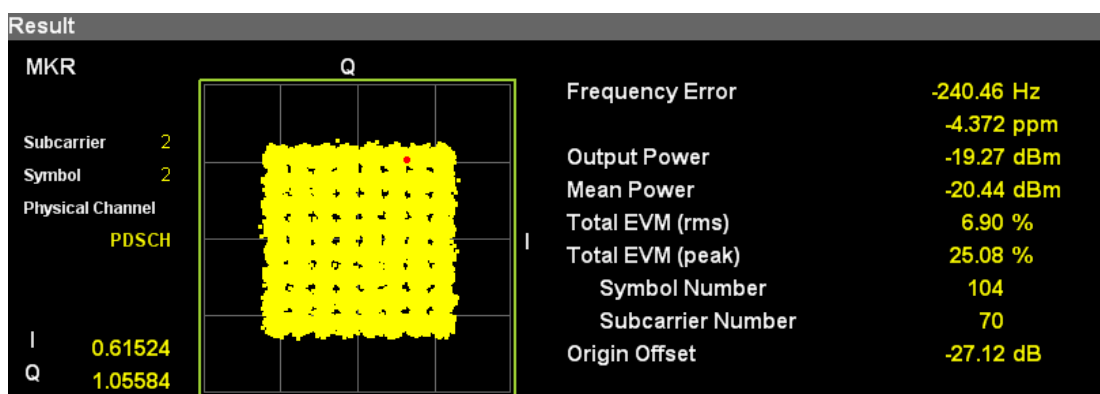 Result
MKR
Q
Subcarrier 2
Symbol 2
Physical Channel
PDSCH
I
I 0.61524
Q 1.05584
Frequency Error -240.46 Hz
-4.372 ppm
Output Power -19.27 dBm
Mean Power -20.44 dBm
Total EVM (rms) 6.90 %
Total EVM (peak) 25.08 %
Symbol Number 104
Subcarrier Number 70
Origin Offset -27.12 dB